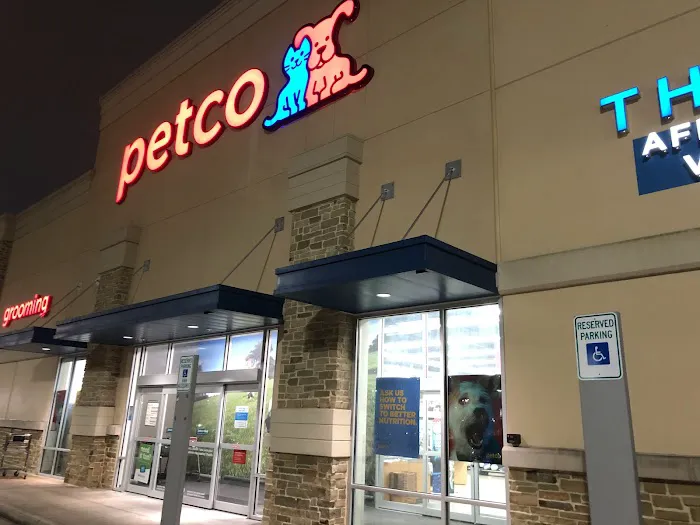 petco
TH
AF
grooming
RESERVED
PARKING
ASK US
HOW TO
SWITCH
TO BETTER
NUTRITION.